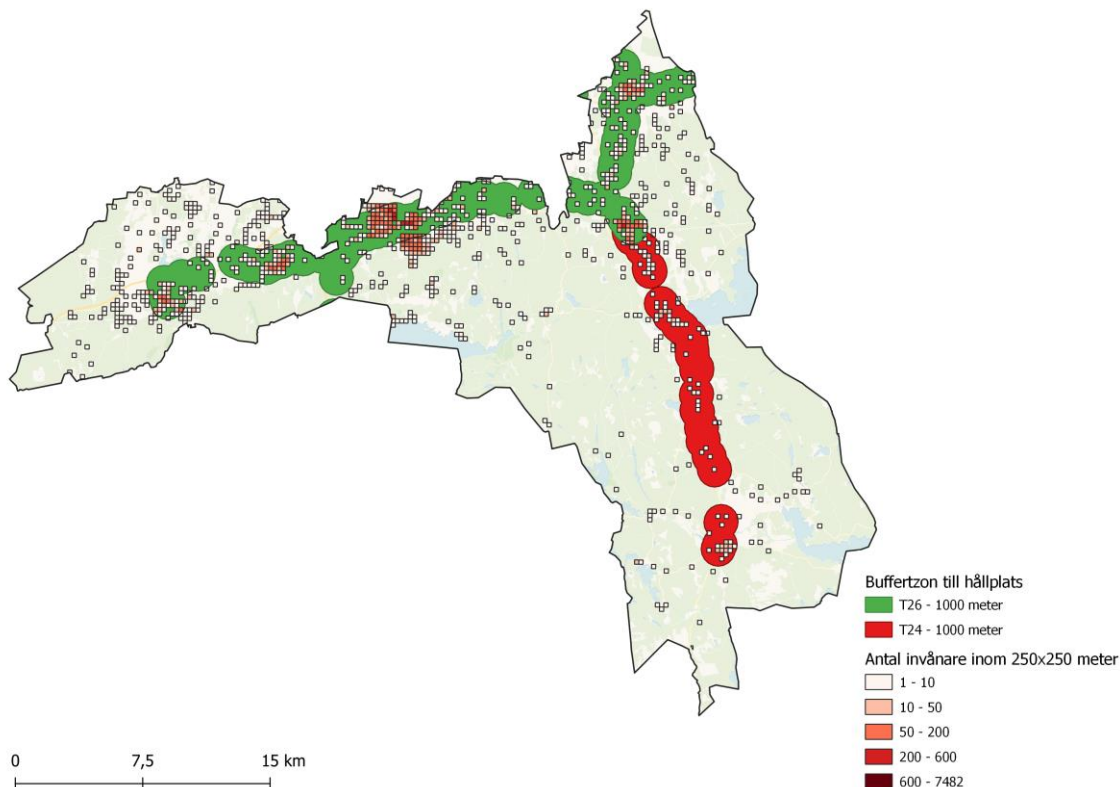 Buffertzon till hållplats
T26 - 1000 meter
T24 - 1000 meter
Antal invånare inom 250x250 meter
1 - 10
10 - 50
50 - 200
200 - 600
600 - 7482
0 7,5 15 km